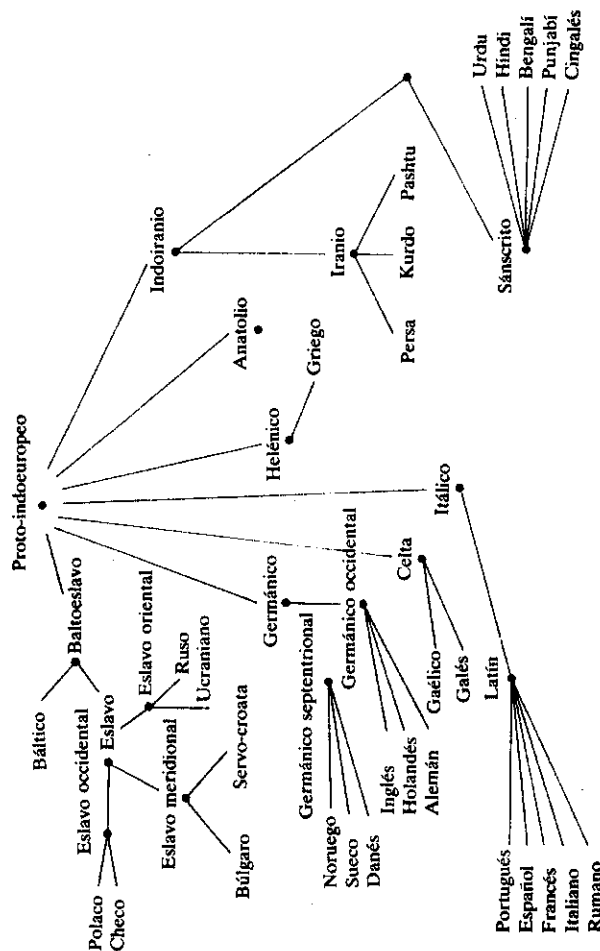 Proto-indoeuropeo
Baltoeslavo
Báltico
Eslavo
Eslavo occidental
Polaco
Checo
Eslavo oriental
Ruso
Ucraniano
Eslavo meridional
Servo-croata
Búlgaro
Germánico
Germánico septentrional
Noruego
Sueco
Danés
Germánico occidental
Inglés
Holandés
Alemán
Celta
Gaélico
Galés
Itálico
Latín
Portugués
Español
Francés
Italiano
Rumano
Helénico
Griego
Anatolio
Indoiranio
Iranio
Persa
Kurdo
Pashtu
Sánscrito
Urdu
Hindi
Bengalí
Punjabí
Cingalés